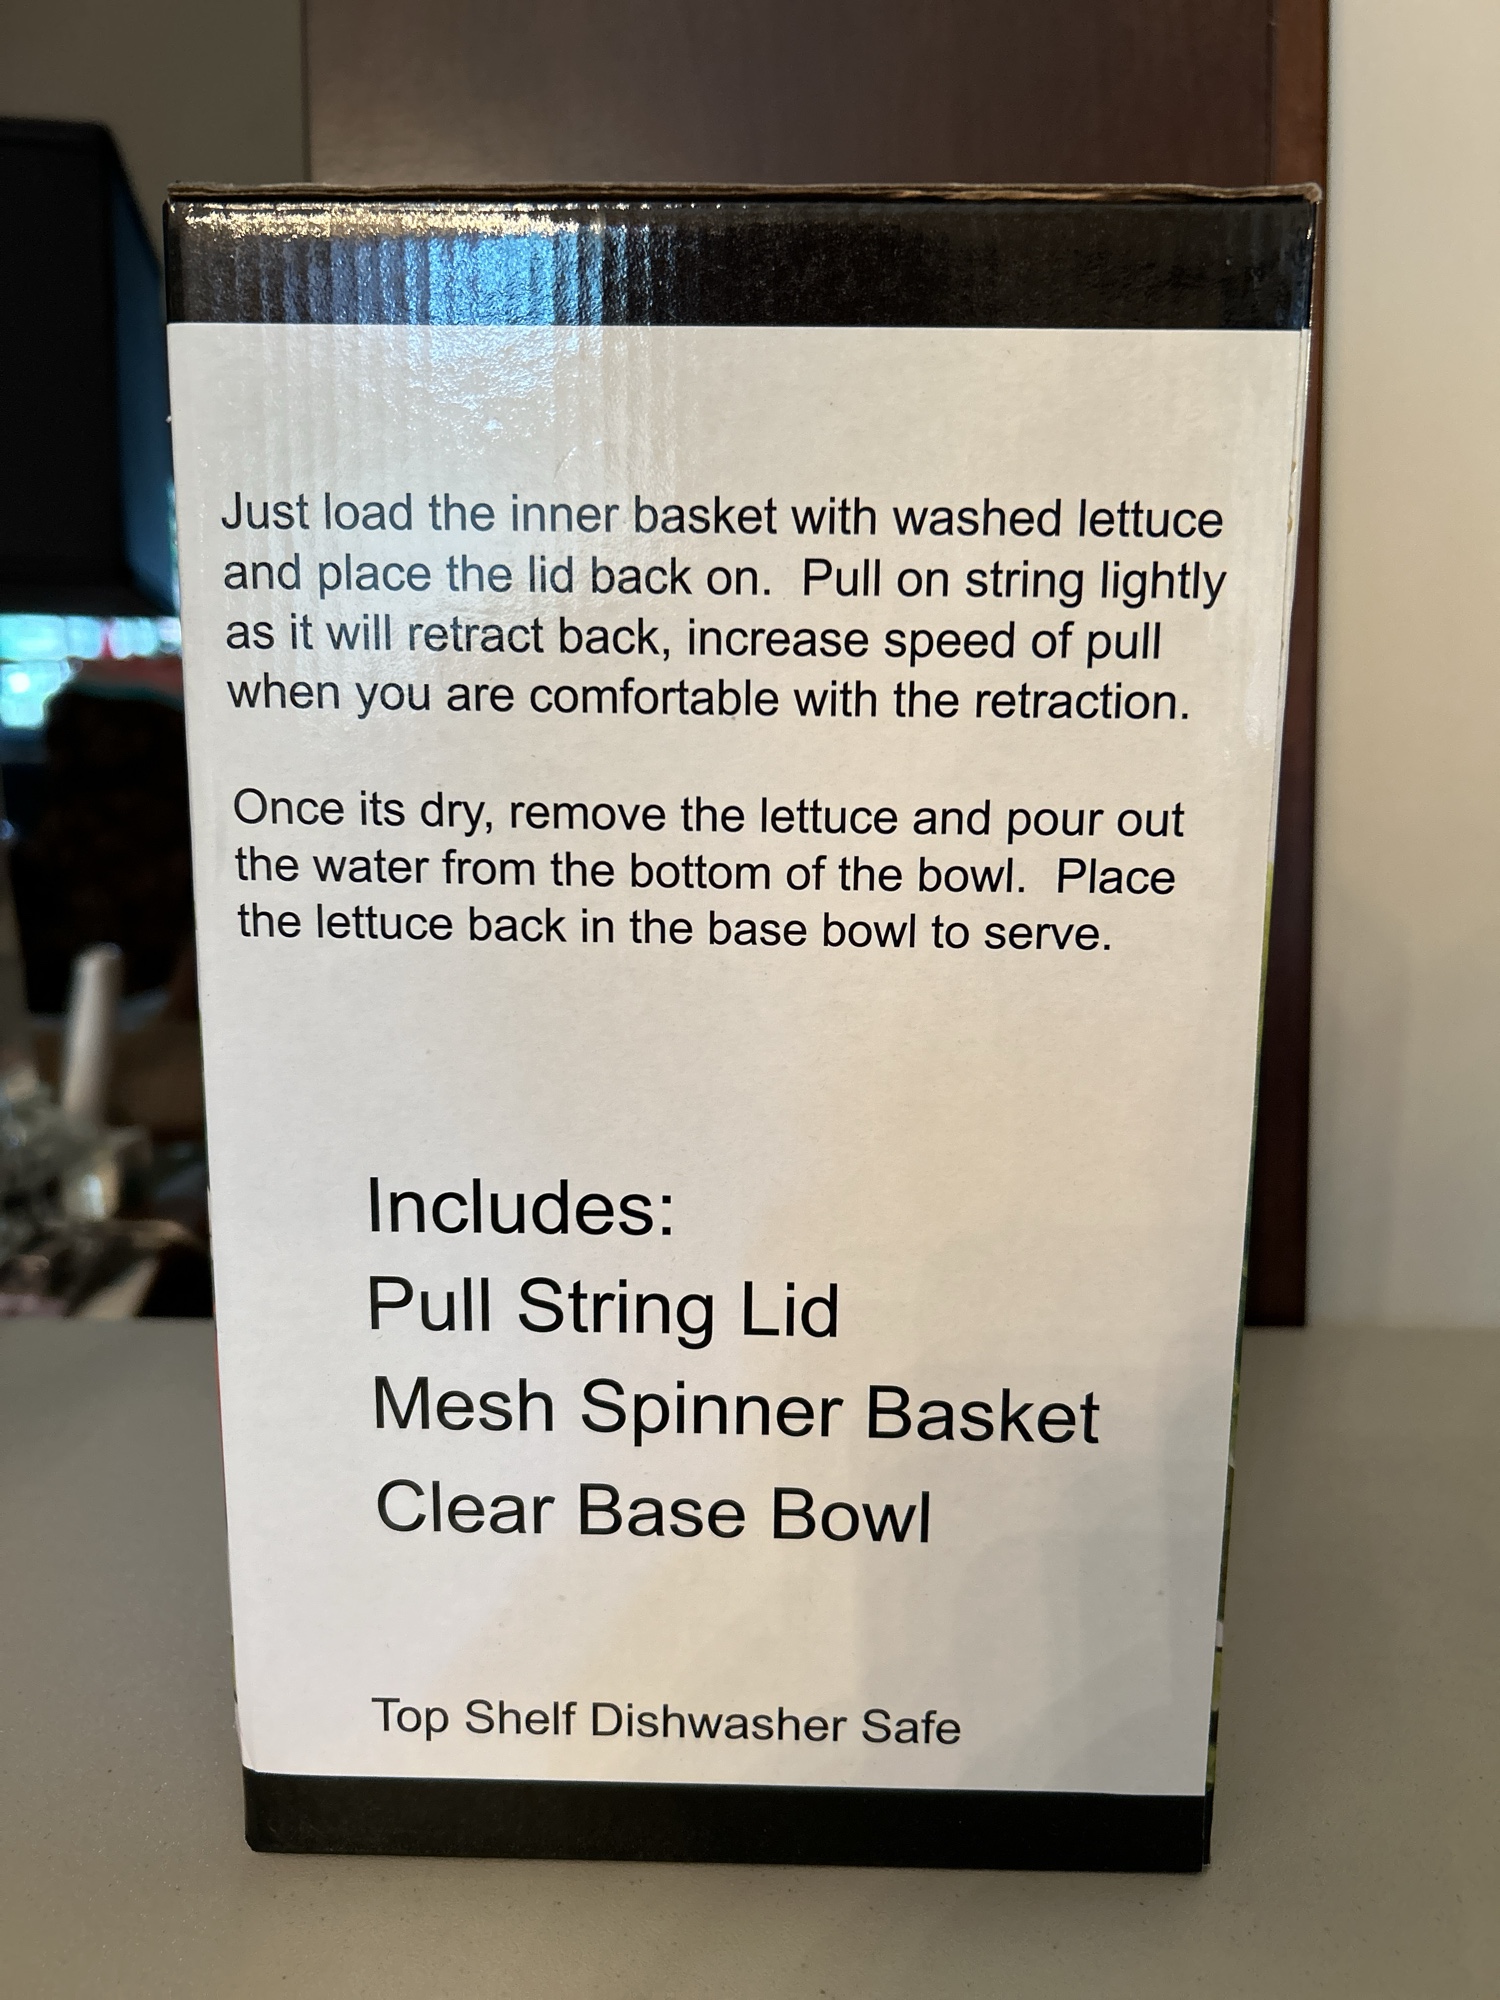 Just load the inner basket with washed lettuce
and place the lid back on.  Pull on string lightly
as it will retract back, increase speed of pull
when you are comfortable with the retraction.
Once its dry, remove the lettuce and pour out
the water from the bottom of the bowl.  Place
the lettuce back in the base bowl to serve.
Includes:
Pull String Lid
Mesh Spinner Basket
Clear Base Bowl
Top Shelf Dishwasher Safe